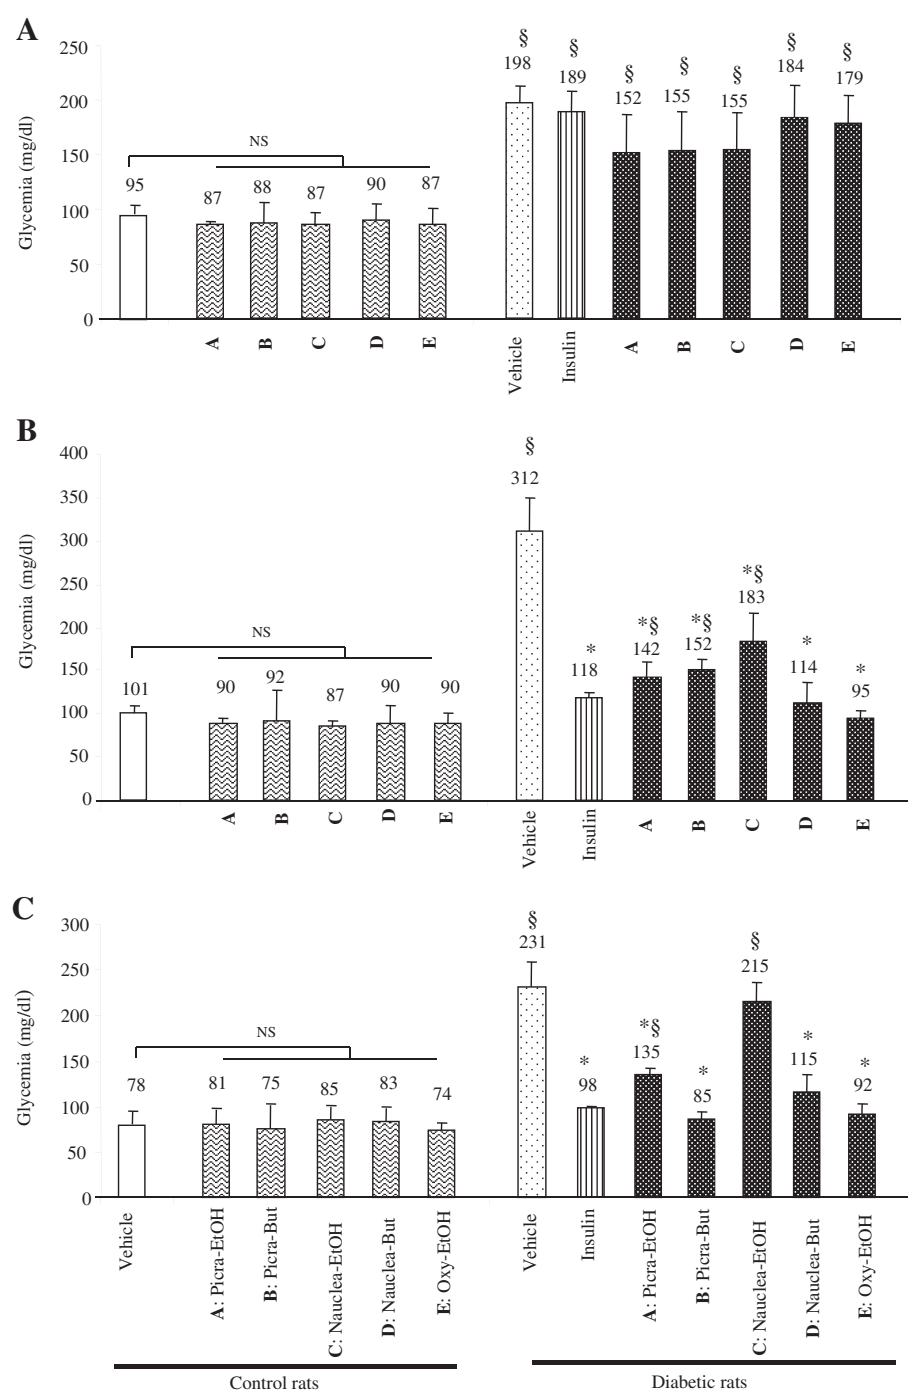 A
Glycemia (mg/dl)
250
200
150
100
50
0
NS
95
87
88
87
90
87
§
198
§
189
§
152
§
155
§
155
§
184
§
179
A
B
C
D
E
Vehicle
Insulin
A
B
C
D
E
B
Glycemia (mg/dl)
400
350
300
250
200
150
100
50
0
NS
101
90
92
87
90
90
§
312
*
118
*§
142
*§
152
*§
183
*
114
*
95
A
B
C
D
E
Vehicle
Insulin
A
B
C
D
E
C
Glycemia (mg/dl)
300
250
200
150
100
50
0
NS
78
81
75
85
83
74
§
231
*
98
*§
135
*
85
§
215
*
115
*
92
Vehicle
A: Picra-EtOH
B: Picra-But
C: Nauclea-EtOH
D: Nauclea-But
E: Oxy-EtOH
Vehicle
Insulin
A: Picra-EtOH
B: Picra-But
C: Nauclea-EtOH
D: Nauclea-But
E: Oxy-EtOH
Control rats
Diabetic rats